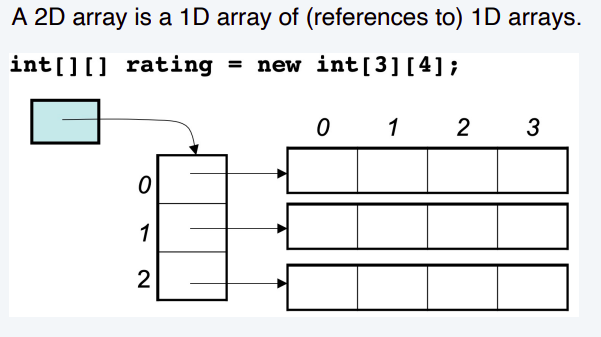 A 2D array is a 1D array of (references to) 1D arrays.
int[][] rating = new int[3][4];
0 1 2 3
0
1
2